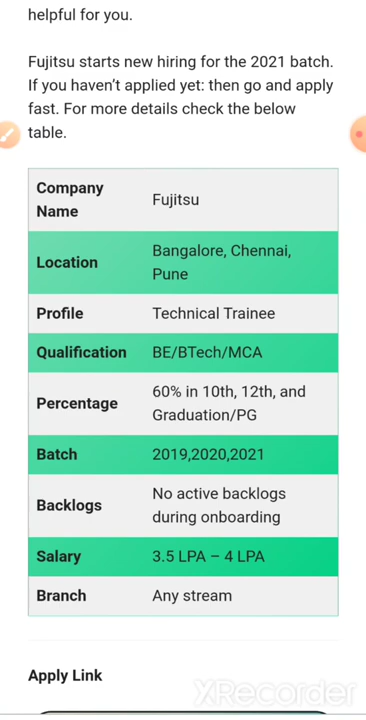 helpful for you.
Fujitsu starts new hiring for the 2021 batch.
If you haven’t applied yet: then go and apply
fast. For more details check the below
table.
Company
Name
Fujitsu
Location
Bangalore, Chennai,
Pune
Profile
Technical Trainee
Qualification
BE/BTech/MCA
Percentage
60% in 10th, 12th, and
Graduation/PG
Batch
2019,2020,2021
Backlogs
No active backlogs
during onboarding
Salary
3.5 LPA – 4 LPA
Branch
Any stream
Apply Link
XRecorder